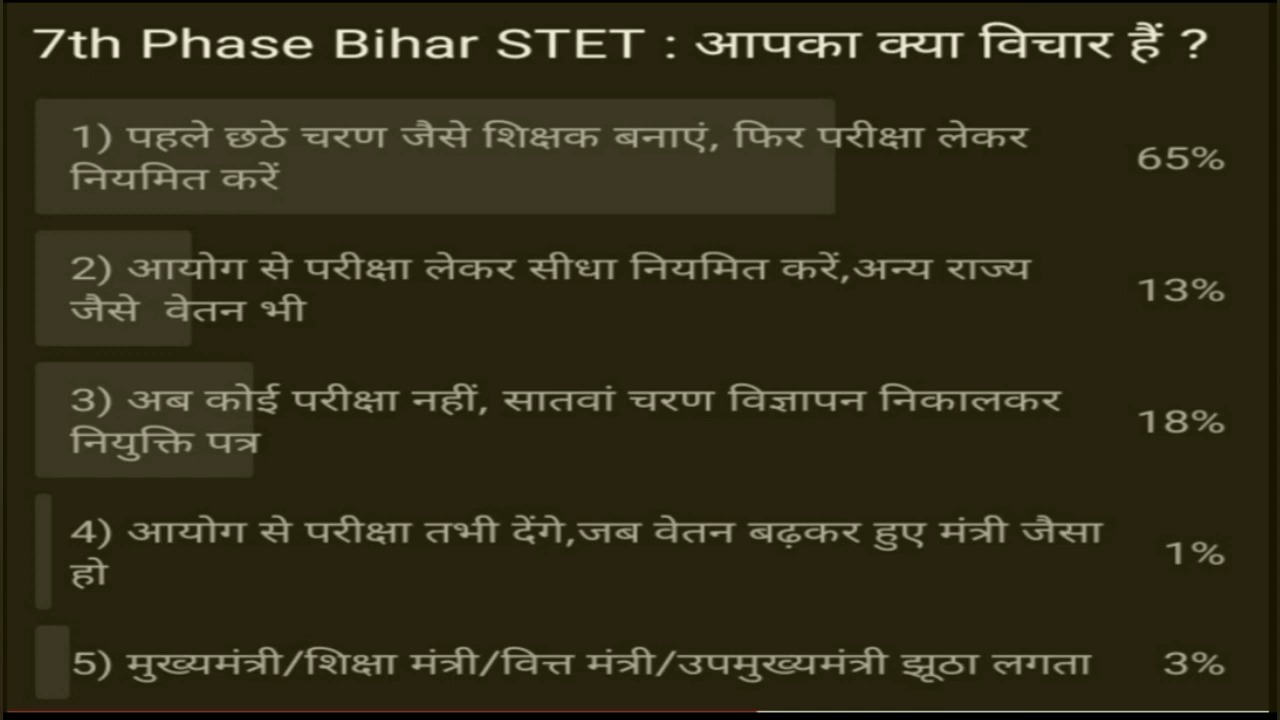 7th Phase Bihar STET : आपका क्या विचार हैं ?
1) पहले छठे चरण जैसे शिक्षक बनाएं, फिर परीक्षा लेकर
नियमित करें
65%
2) आयोग से परीक्षा लेकर सीधा नियमित करें,अन्य राज्य
जैसे वेतन भी
13%
3) अब कोई परीक्षा नहीं, सातवां चरण विज्ञापन निकालकर
नियुक्ति पत्र
18%
4) आयोग से परीक्षा तभी देंगे,जब वेतन बढ़कर हुए मंत्री जैसा
हो
1%
5) मुख्यमंत्री/शिक्षा मंत्री/वित्त मंत्री/उपमुख्यमंत्री झूठा लगता
3%